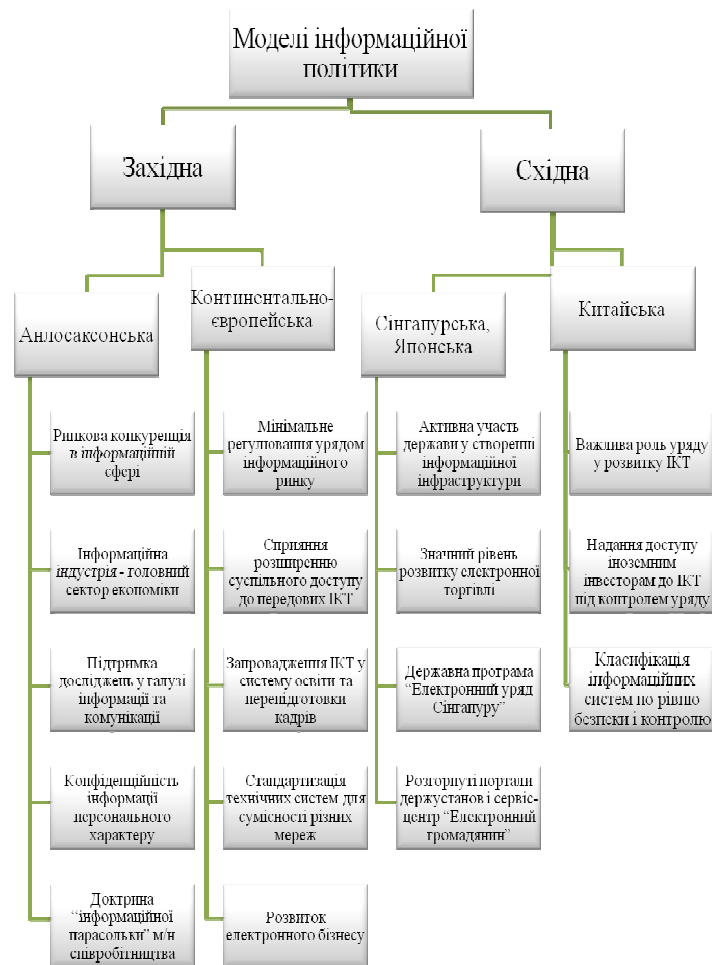 Моделі інформаційної
політики
Західна
Східна
Анлосаксонська
Континентально-
європейська
Сінгапурська,
Японська
Китайська
Ринкова конкуренція
в інформаційній
сфері
Інформаційна
індустрія - головний
сектор економіки
Підтримка
досліджень у галузі
інформації та
комунікації
Конфіденційність
інформації
персонального
характеру
Доктрина
“інформаційної
парасольки” м/н
співробітництва
Мінімальне
регулювання урядом
інформаційного
ринку
Сприяння
розширенню
суспільного доступу
до передових ІКТ
Запровадження ІКТ у
систему освіти та
перепідготовки
кадрів
Стандартизація
технічних систем для
сумісності різних
мереж
Розвиток
електронного бізнесу
Активна участь
держави у створенні
інформаційної
інфраструктури
Значний рівень
розвитку електронної
торгівлі
Державна програма
“Електронний уряд
Сінгапуру”
Розгорнуті портали
держустанов і сервіс-
центр “Електронний
громадянин”
Важлива роль уряду
у розвитку ІКТ
Надання доступу
іноземним
інвесторам до ІКТ
під контролем уряду
Класифікація
інформаційних
систем по рівню
безпеки і контролю